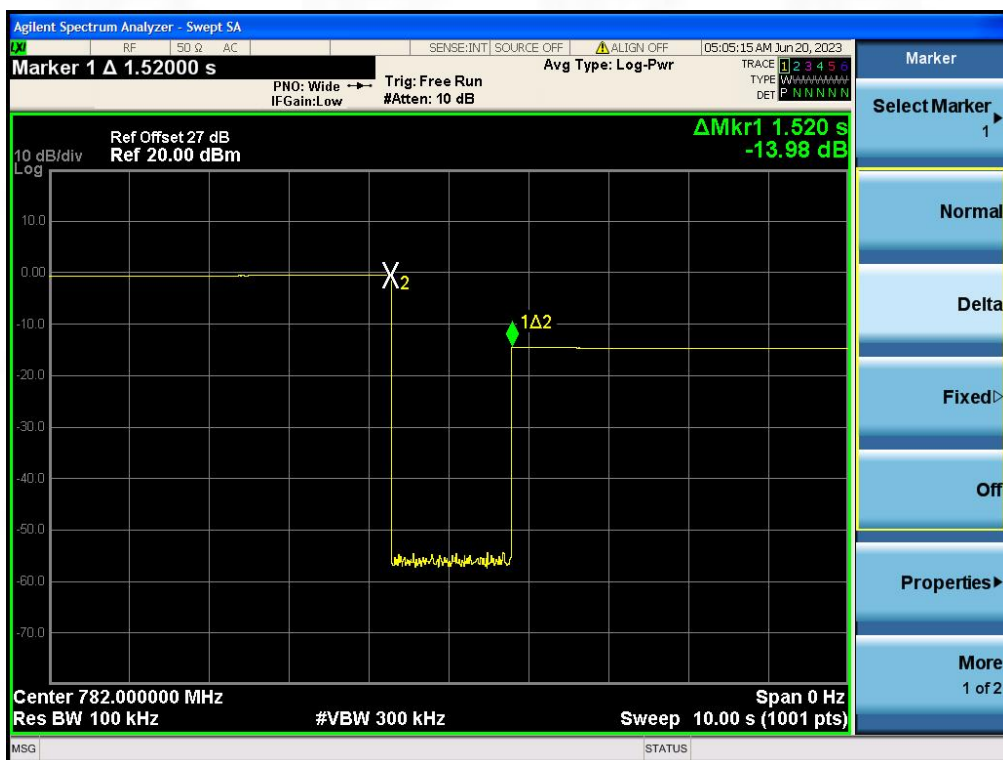 Agilent Spectrum Analyzer - Swept SA
LXI RF 50 Ω AC SENSE:INT SOURCE OFF ALIGN OFF 05:05:15 AM Jun 20, 2023
Marker 1 Δ 1.52000 s
PNO: Wide
IFGain:Low
Trig: Free Run
#Atten: 10 dB
Avg Type: Log-Pwr
TRACE 1 2 3 4 5 6
TYPE W
DET P N N N N N
ΔMkr1 1.520 s
-13.98 dB
Ref Offset 27 dB
10 dB/div Ref 20.00 dBm
Log
10.0
0.00
-10.0
-20.0
-30.0
-40.0
-50.0
-60.0
-70.0
2
1Δ2
Center 782.000000 MHz Span 0 Hz
Res BW 100 kHz #VBW 300 kHz Sweep 10.00 s (1001 pts)
MSG STATUS
Marker
Select Marker
1
Normal
Delta
Fixed
Off
Properties
More
1 of 2